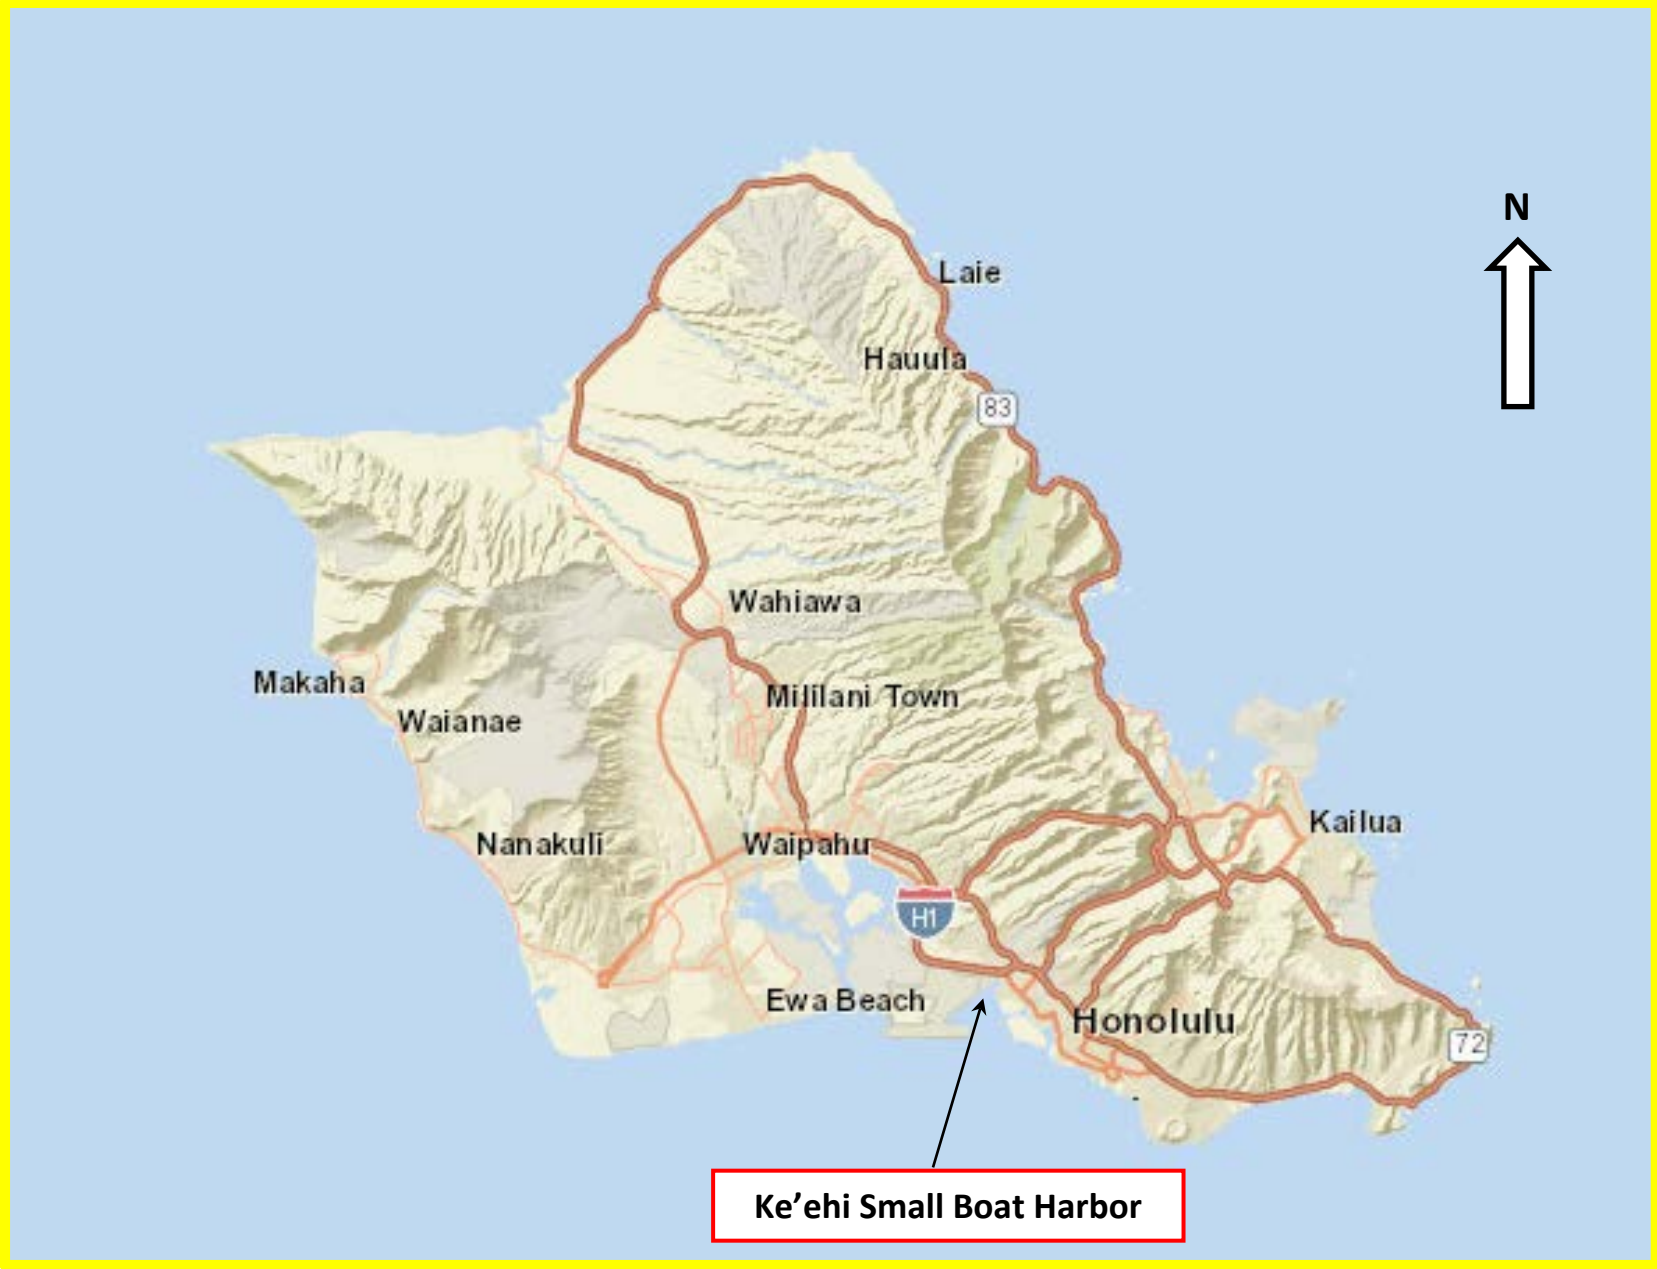 N
Laie
Hauula
83
Wahiawa
Makaha
Mililani Town
Waianae
Kailua
Nanakuli
Waipahu
H1
Ewa Beach
Honolulu
72
Ke’ehi Small Boat Harbor